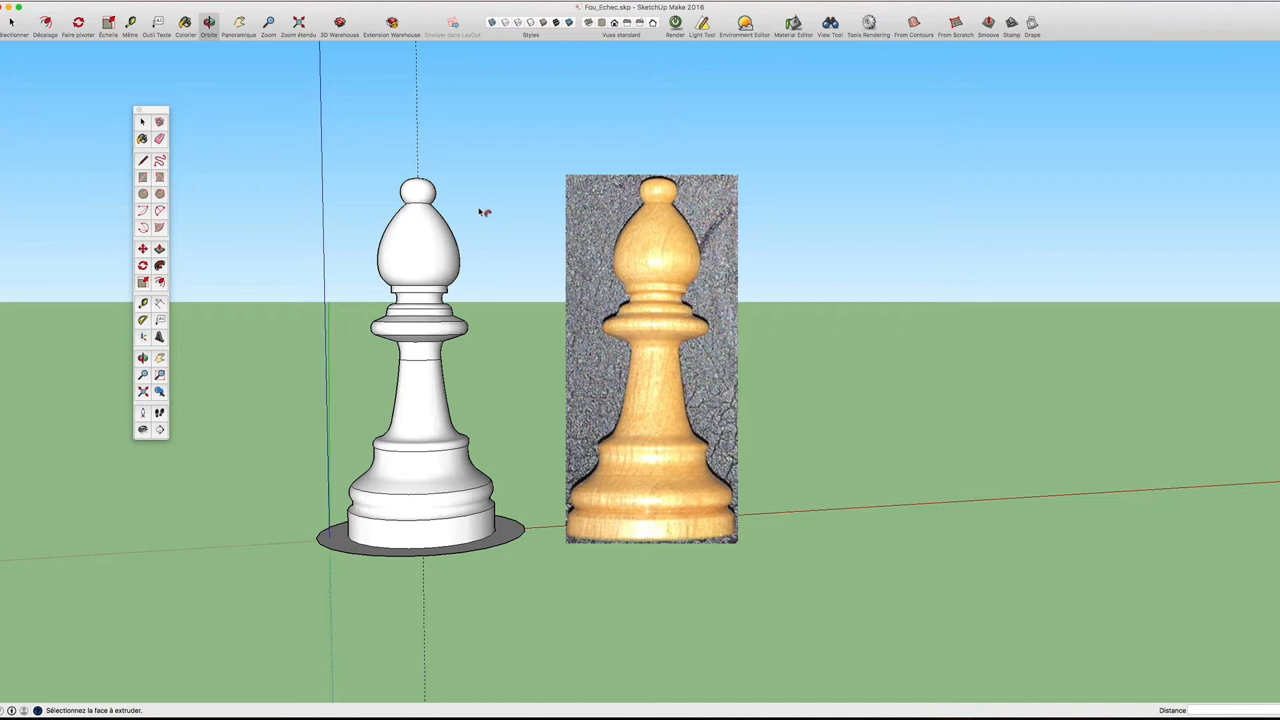 Fou_Echec.skp - SketchUp Make 2016
électionner Décalage Faire pivoter Échelle Mètre Outil Texte Colorier Orbite Panoramique Zoom Zoom étendu 3D Warehouse Extension Warehouse Envoyer dans LayOut Styles Vues standard Render Light Tool Environment Editor Material Editor View Tool Tools Rendering From Contours From Scratch Smoove Stamp Drape
Sélectionnez la face à extruder. Distance